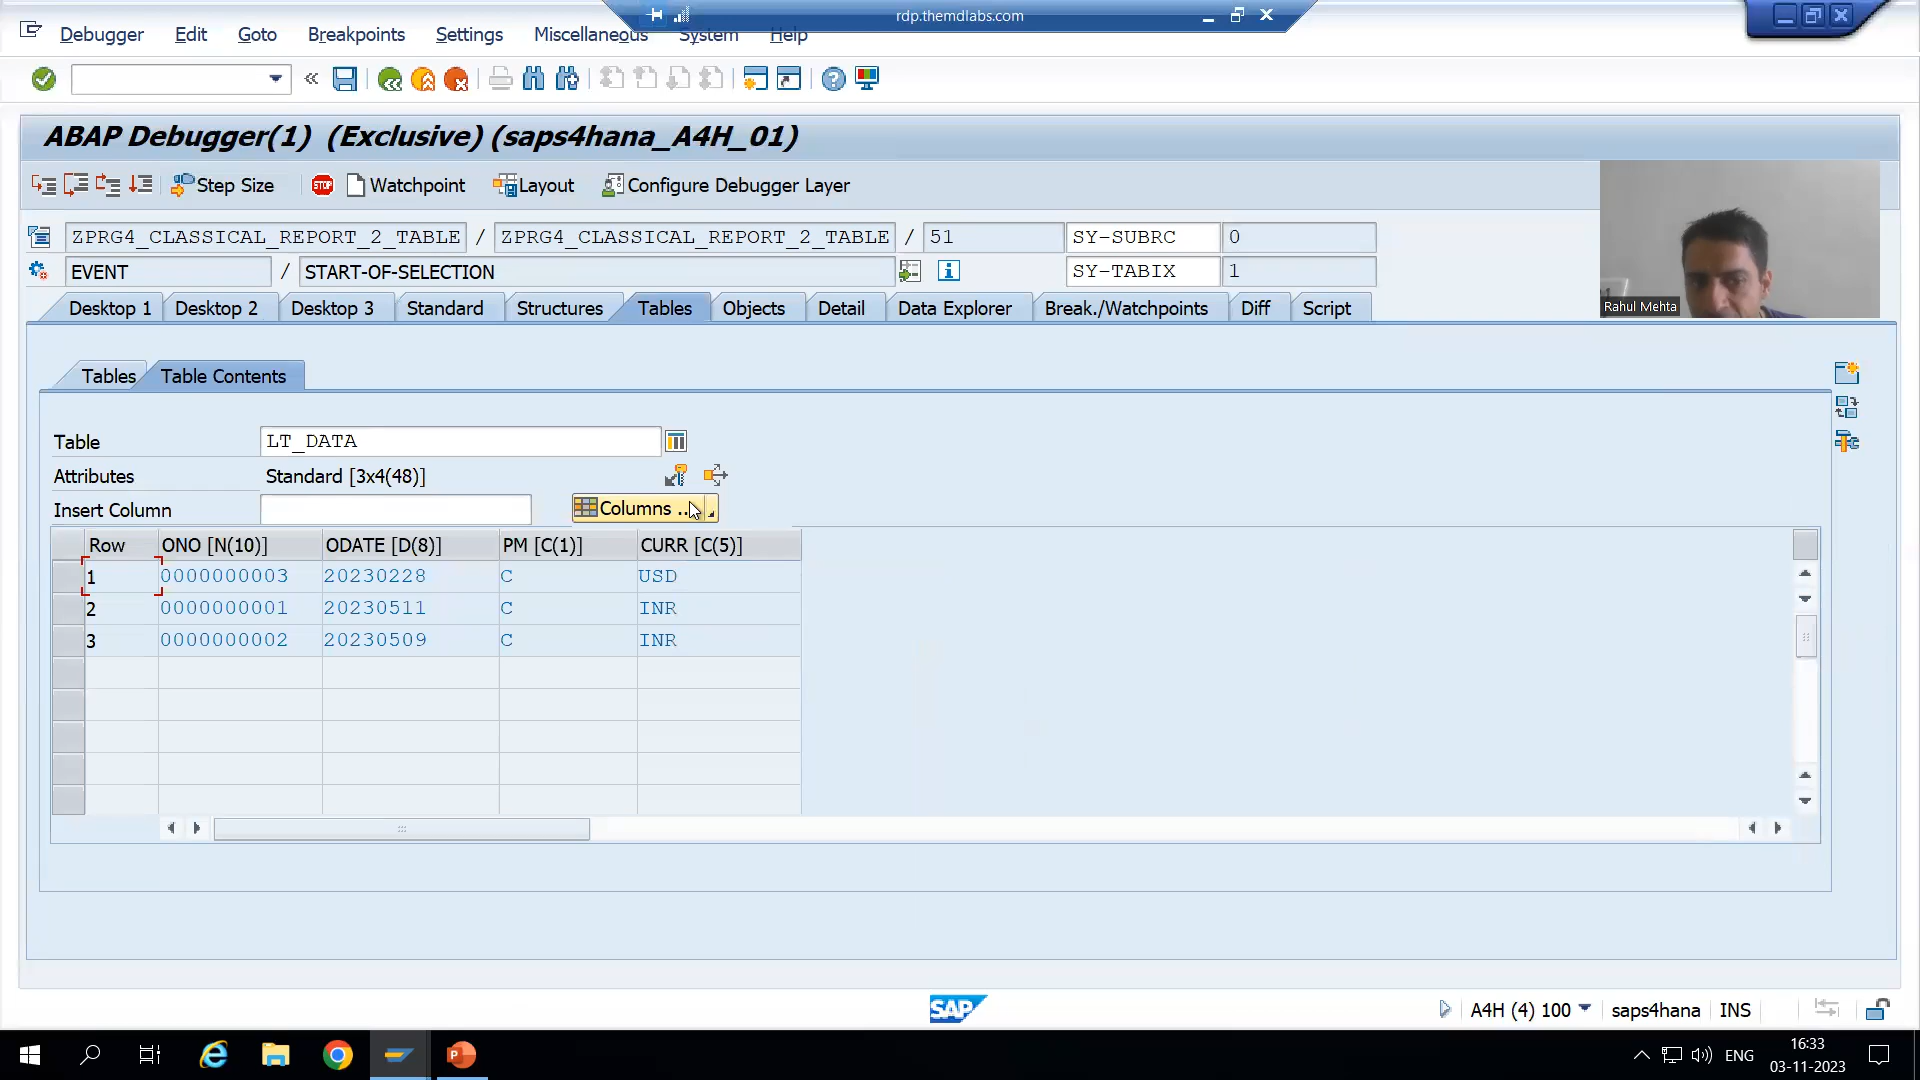 rdp.themdlabs.com
Debugger Edit Goto Breakpoints Settings Miscellaneous System Help
ABAP Debugger(1) (Exclusive) (saps4hana_A4H_01)
STOP
Step Size Watchpoint Layout Configure Debugger Layer
ZPRG4_CLASSICAL_REPORT_2_TABLE / ZPRG4_CLASSICAL_REPORT_2_TABLE / 51 SY-SUBRC 0
EVENT / START-OF-SELECTION SY-TABIX 1
Desktop 1 Desktop 2 Desktop 3 Standard Structures Tables Objects Detail Data Explorer Break./Watchpoints Diff Script
Rahul Mehta
Tables Table Contents
Table LT_DATA
Attributes Standard [3x4(48)]
Insert Column Columns ...
Row ONO [N(10)] ODATE [D(8)] PM [C(1)] CURR [C(5)]
1 0000000003 20230228 C USD
2 0000000001 20230511 C INR
3 0000000002 20230509 C INR
SAP
A4H (4) 100 saps4hana INS
16:33
ENG
03-11-2023